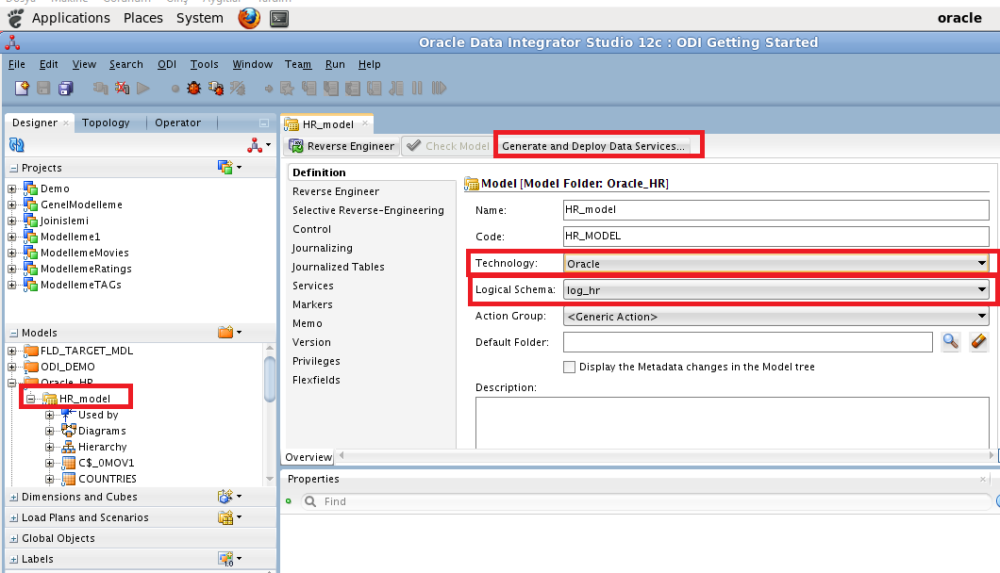 Applications Places System oracle
Oracle Data Integrator Studio 12c : ODI Getting Started
File Edit View Search ODI Tools Window Team Run Help
Designer Topology Operator
Projects
Demo
GenelModelleme
Joinislemi
Modelleme1
ModellemeMovies
ModellemeRatings
ModellemeTAGs
Models
FLD_TARGET_MDL
ODI_DEMO
Oracle_HR
HR_model
Used by
Diagrams
Hierarchy
C$_0MOV1
COUNTRIES
Dimensions and Cubes
Load Plans and Scenarios
Global Objects
Labels
HR_model
Reverse Engineer Check Model Generate and Deploy Data Services...
Definition
Reverse Engineer
Selective Reverse-Engineering
Control
Journalizing
Journalized Tables
Services
Markers
Memo
Version
Privileges
Flexfields
Model [Model Folder: Oracle_HR]
Name: HR_model
Code: HR_MODEL
Technology: Oracle
Logical Schema: log_hr
Action Group: <Generic Action>
Default Folder:
Display the Metadata changes in the Model tree
Description:
Overview
Properties
Find